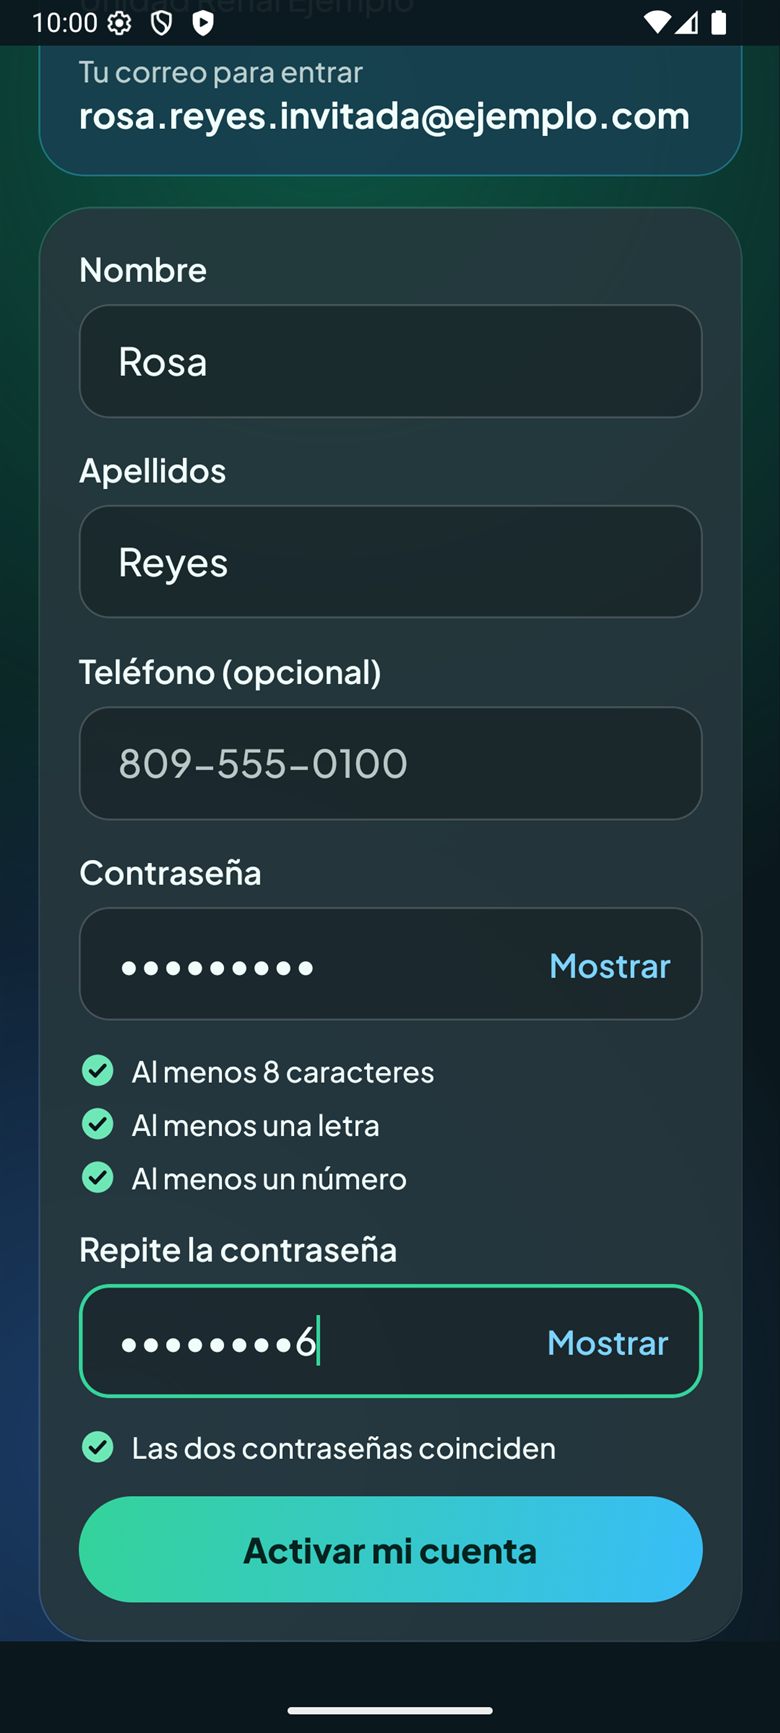 10:00
Tu correo para entrar
rosa.reyes.invitada@ejemplo.com
Nombre
Rosa
Apellidos
Reyes
Teléfono (opcional)
809-555-0100
Contraseña
••••••••• Mostrar
Al menos 8 caracteres
Al menos una letra
Al menos un número
Repite la contraseña
••••••••6 Mostrar
Las dos contraseñas coinciden
Activar mi cuenta